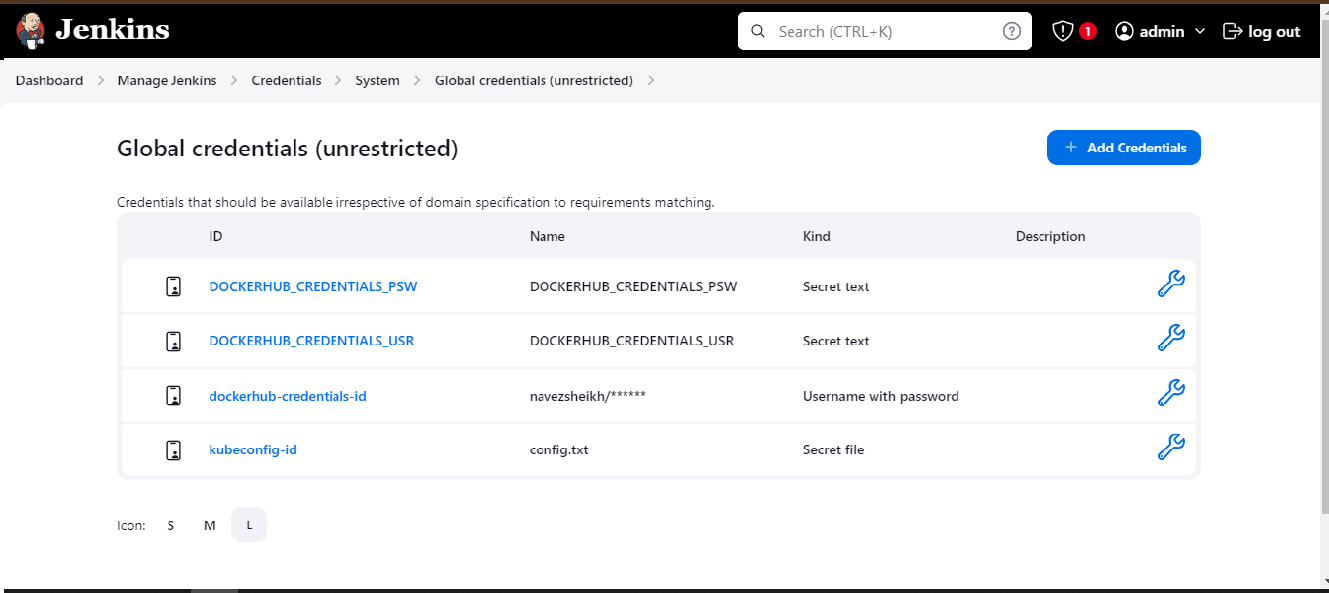 Jenkins Search (CTRL+K) ? 1 admin log out
Dashboard > Manage Jenkins > Credentials > System > Global credentials (unrestricted) >
Global credentials (unrestricted) + Add Credentials
Credentials that should be available irrespective of domain specification to requirements matching.
ID Name Kind Description
DOCKERHUB_CREDENTIALS_PSW DOCKERHUB_CREDENTIALS_PSW Secret text
DOCKERHUB_CREDENTIALS_USR DOCKERHUB_CREDENTIALS_USR Secret text
dockerhub-credentials-id navezsheikh/****** Username with password
kubeconfig-id config.txt Secret file
Icon: S M L